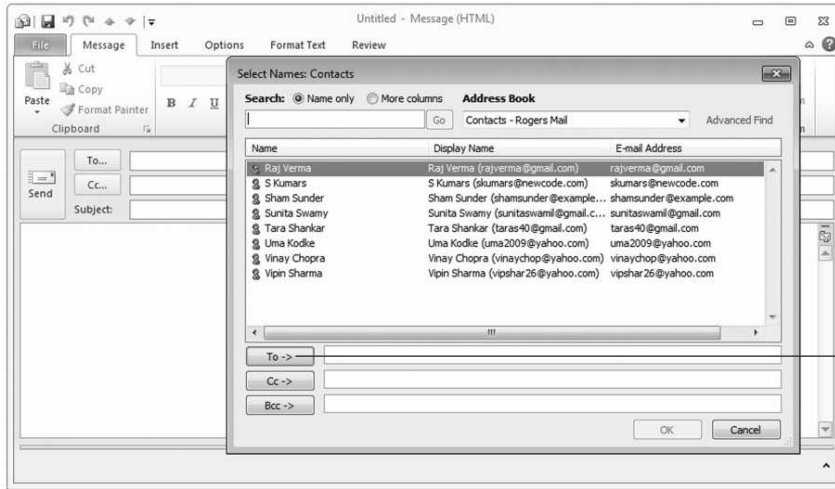 Untitled - Message (HTML)
File Message Insert Options Format Text Review
Cut
Copy
Paste
Format Painter
Clipboard
B I U
Select Names: Contacts
Search: Name only More columns Address Book
Go Contacts - Rogers Mail Advanced Find
Name Display Name E-mail Address
Raj Verma Raj Verma (rajverma@gmail.com) rajverma@gmail.com
S Kumars S Kumars (skumars@newcode.com) skumars@newcode.com
Sham Sunder Sham Sunder (shamsunder@example... shamsunder@example.com
Sunita Swamy Sunita Swamy (sunitaswamil@gmail.c... sunitaswamil@gmail.com
Tara Shankar Tara Shankar (taras40@gmail.com) taras40@gmail.com
Uma Kodke Uma Kodke (uma2009@yahoo.com) uma2009@yahoo.com
Vinay Chopra Vinay Chopra (vinaychop@yahoo.com) vinaychop@yahoo.com
Vipin Sharma Vipin Sharma (vipshar26@yahoo.com) vipshar26@yahoo.com
To...
Cc...
Send
Subject:
To ->
Cc ->
Bcc ->
OK Cancel